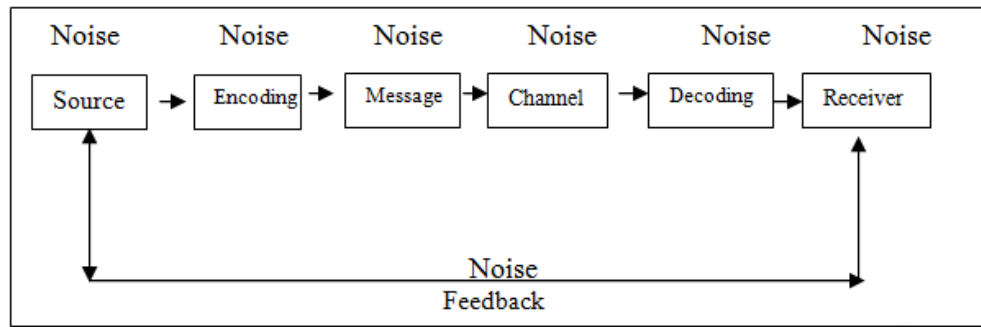 Noise Noise Noise Noise Noise Noise
Source Encoding Message Channel Decoding Receiver
Noise
Feedback